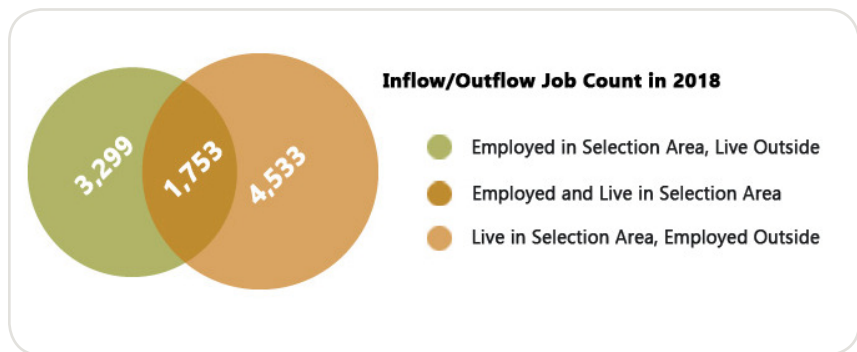 Inflow/Outflow Job Count in 2018
3,299
1,753
4,533
Employed in Selection Area, Live Outside
Employed and Live in Selection Area
Live in Selection Area, Employed Outside